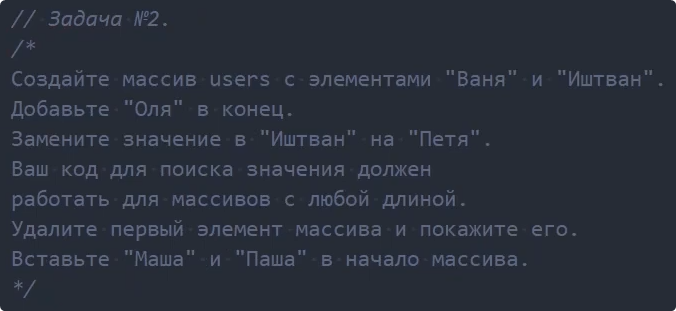 // Задача №2.
/*
Создайте массив users с элементами "Ваня" и "Иштван".
Добавьте "Оля" в конец.
Замените значение в "Иштван" на "Петя".
Ваш код для поиска значения должен
работать для массивов с любой длиной.
Удалите первый элемент массива и покажите его.
Вставьте "Маша" и "Паша" в начало массива.
*/